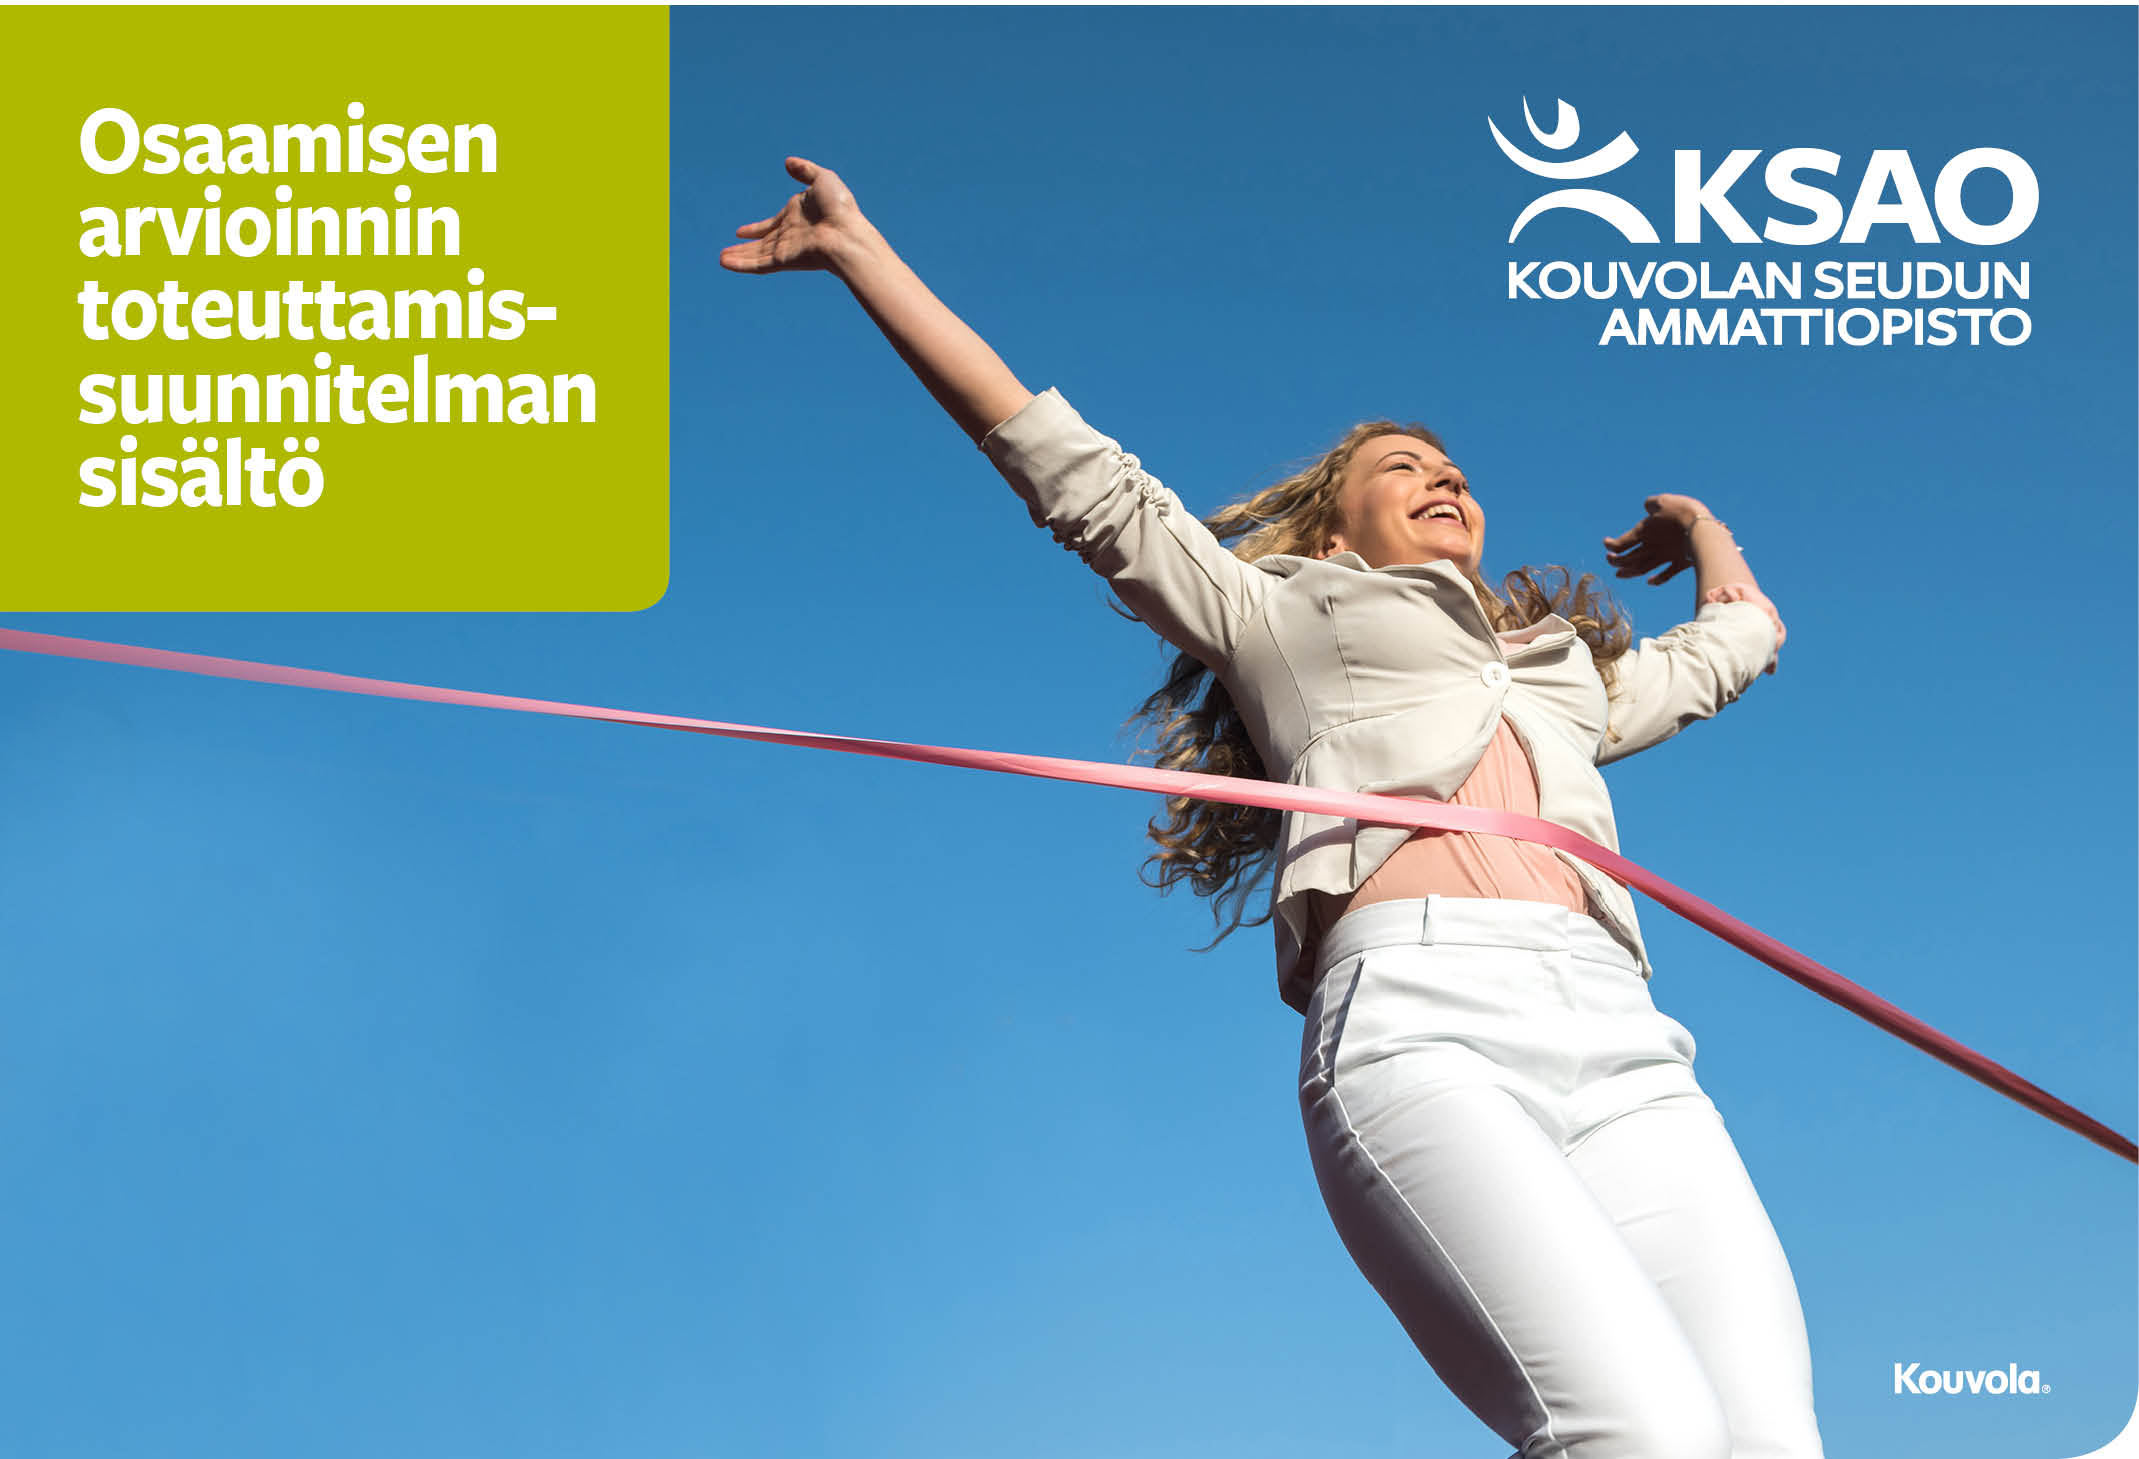 Osaamisen
arvioinnin
toteuttamis-
suunnitelman
sisältö
KSAO
KOUVOLAN SEUDUN
AMMATTIOPISTO
Kouvola®